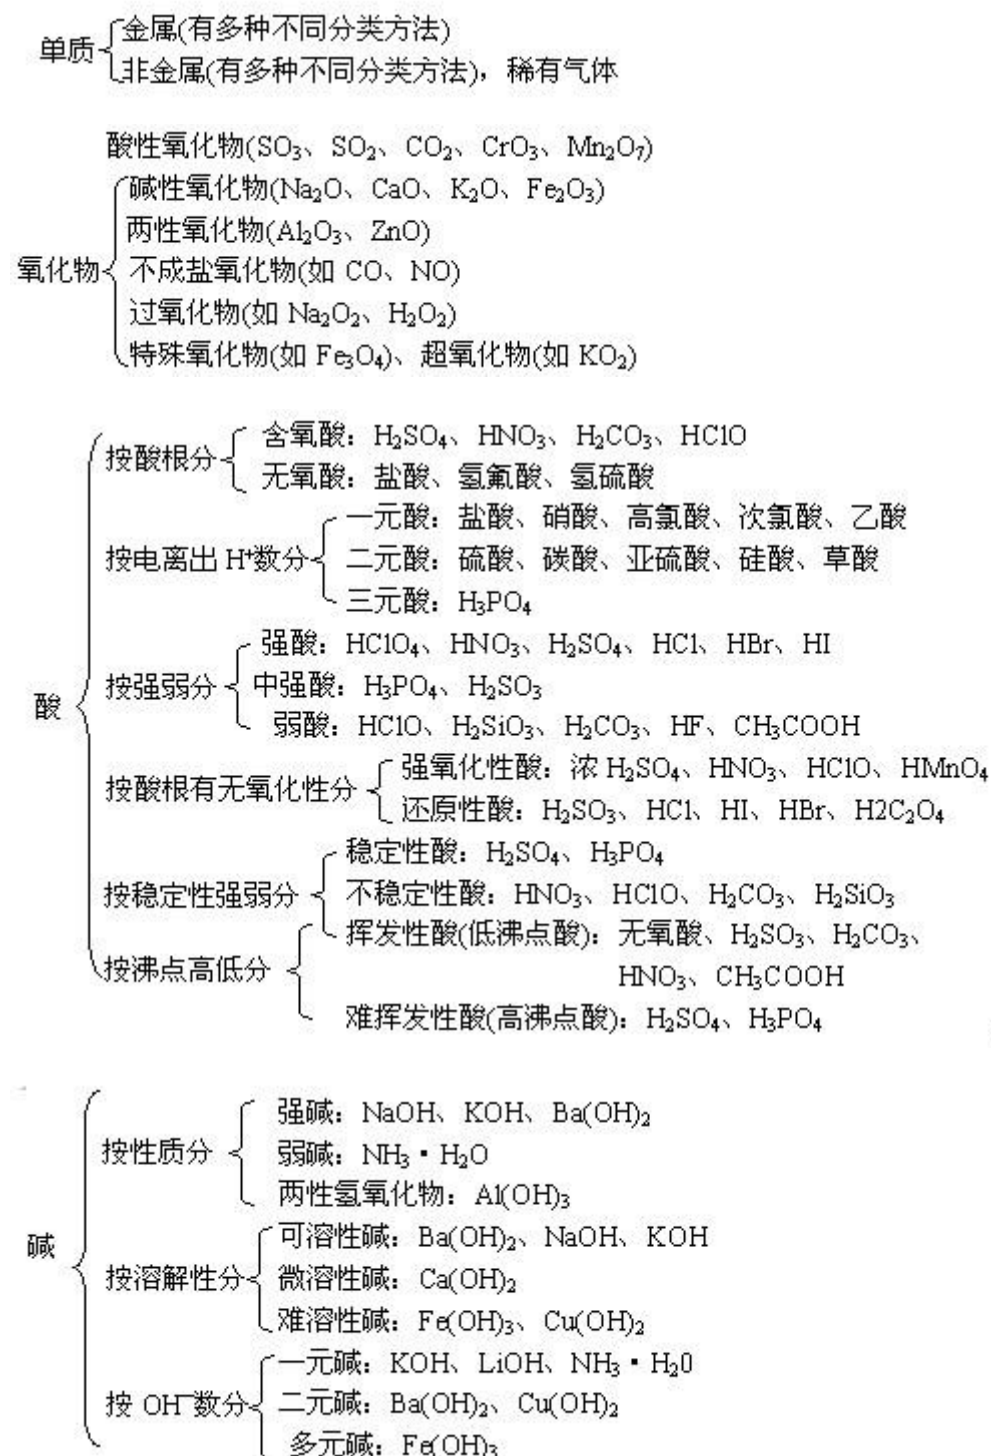 单质
金属(有多种不同分类方法)
非金属(有多种不同分类方法)，稀有气体
酸性氧化物(SO₃、SO₂、CO₂、CrO₃、Mn₂O₇)
碱性氧化物(Na₂O、CaO、K₂O、Fe₂O₃)
两性氧化物(Al₂O₃、ZnO)
氧化物
不成盐氧化物(如 CO、NO)
过氧化物(如 Na₂O₂、H₂O₂)
特殊氧化物(如 Fe₃O₄)、超氧化物(如 KO₂)
酸
按酸根分
含氧酸：H₂SO₄、HNO₃、H₂CO₃、HClO
无氧酸：盐酸、氢氟酸、氢硫酸
按电离出 H⁺数分
一元酸：盐酸、硝酸、高氯酸、次氯酸、乙酸
二元酸：硫酸、碳酸、亚硫酸、硅酸、草酸
三元酸：H₃PO₄
按强弱分
强酸：HClO₄、HNO₃、H₂SO₄、HCl、HBr、HI
中强酸：H₃PO₄、H₂SO₃
弱酸：HClO、H₂SiO₃、H₂CO₃、HF、CH₃COOH
按酸根有无氧化性分
强氧化性酸：浓 H₂SO₄、HNO₃、HClO、HMnO₄
还原性酸：H₂SO₃、HCl、HI、HBr、H2C₂O₄
按稳定性强弱分
稳定性酸：H₂SO₄、H₃PO₄
不稳定性酸：HNO₃、HClO、H₂CO₃、H₂SiO₃
按沸点高低分
挥发性酸(低沸点酸)：无氧酸、H₂SO₃、H₂CO₃、
HNO₃、CH₃COOH
难挥发性酸(高沸点酸)：H₂SO₄、H₃PO₄
碱
按性质分
强碱：NaOH、KOH、Ba(OH)₂
弱碱：NH₃·H₂O
两性氢氧化物：Al(OH)₃
按溶解性分
可溶性碱：Ba(OH)₂、NaOH、KOH
微溶性碱：Ca(OH)₂
难溶性碱：Fe(OH)₃、Cu(OH)₂
按 OH⁻数分
一元碱：KOH、LiOH、NH₃·H₂0
二元碱：Ba(OH)₂、Cu(OH)₂
多元碱：Fe(OH)₃